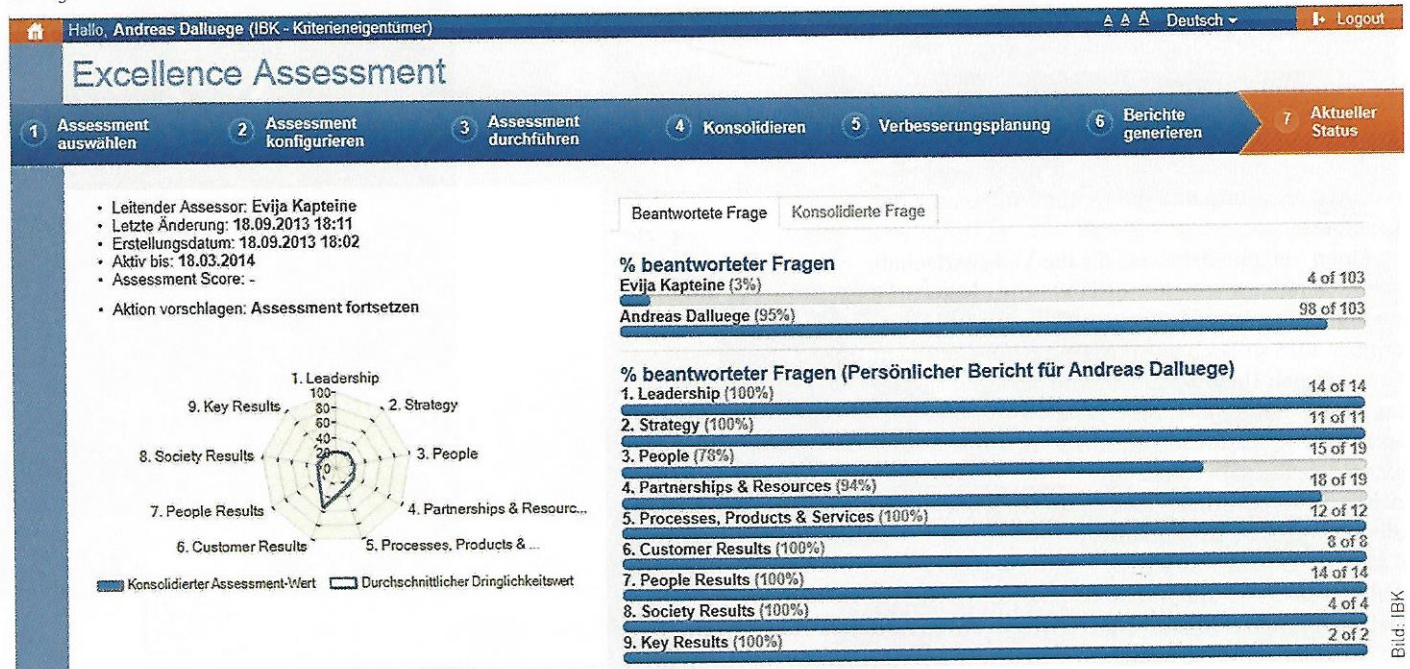 Hallo, Andreas Dalluege (IBK - Kriterieneigentümer)
A A A Deutsch
Logout
Excellence Assessment
1 Assessment auswählen
2 Assessment konfigurieren
3 Assessment durchführen
4 Konsolidieren
5 Verbesserungsplanung
6 Berichte generieren
7 Aktueller Status
• Leitender Assessor: Evija Kapteine
• Letzte Änderung: 18.09.2013 18:11
• Erstellungsdatum: 18.09.2013 18:02
• Aktiv bis: 18.03.2014
• Assessment Score: -
• Aktion vorschlagen: Assessment fortsetzen
1. Leadership
2. Strategy
3. People
4. Partnerships & Resourc...
5. Processes, Products & ...
6. Customer Results
7. People Results
8. Society Results
9. Key Results
100
80
60
40
20
0
Konsolidierter Assessment-Wert
Durchschnittlicher Dringlichkeitswert
Beantwortete Frage
Konsolidierte Frage
% beantworteter Fragen
Evija Kapteine (3%) 4 of 103
Andreas Dalluege (95%) 98 of 103
% beantworteter Fragen (Persönlicher Bericht für Andreas Dalluege)
1. Leadership (100%) 14 of 14
2. Strategy (100%) 11 of 11
3. People (78%) 15 of 19
4. Partnerships & Resources (94%) 18 of 19
5. Processes, Products & Services (100%) 12 of 12
6. Customer Results (100%) 8 of 8
7. People Results (100%) 14 of 14
8. Society Results (100%) 4 of 4
9. Key Results (100%) 2 of 2
Bild: IBK